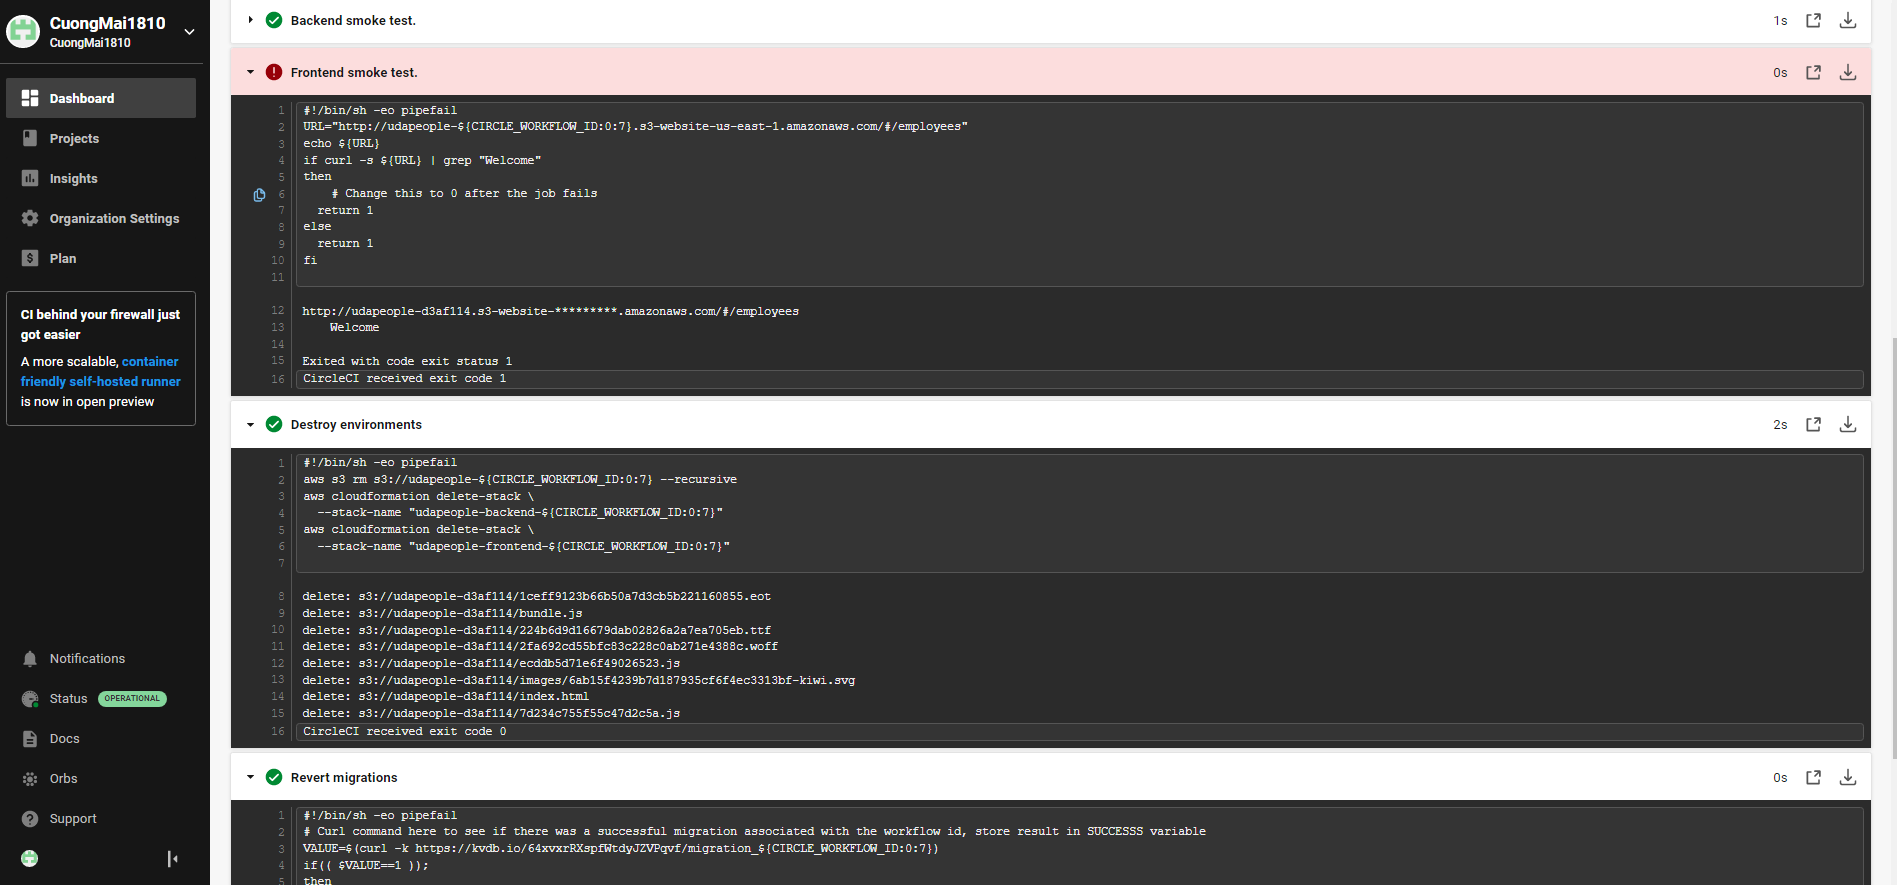 CuongMai1810
CuongMai1810
Dashboard
Projects
Insights
Organization Settings
Plan
CI behind your firewall just
got easier
A more scalable, container
friendly self-hosted runner
is now in open preview
Notifications
Status OPERATIONAL
Docs
Orbs
Support
Backend smoke test. 1s
Frontend smoke test. 0s
1 #!/bin/sh -eo pipefail
2 URL="http://udapeople-${CIRCLE_WORKFLOW_ID:0:7}.s3-website-us-east-1.amazonaws.com/#/employees"
3 echo ${URL}
4 if curl -s ${URL} | grep "Welcome"
5 then
6 # Change this to 0 after the job fails
7 return 1
8 else
9 return 1
10 fi
11
12 http://udapeople-d3af114.s3-website-*********.amazonaws.com/#/employees
13 Welcome
14
15 Exited with code exit status 1
16 CircleCI received exit code 1
Destroy environments 2s
1 #!/bin/sh -eo pipefail
2 aws s3 rm s3://udapeople-${CIRCLE_WORKFLOW_ID:0:7} --recursive
3 aws cloudformation delete-stack \
4 --stack-name "udapeople-backend-${CIRCLE_WORKFLOW_ID:0:7}"
5 aws cloudformation delete-stack \
6 --stack-name "udapeople-frontend-${CIRCLE_WORKFLOW_ID:0:7}"
7
8 delete: s3://udapeople-d3af114/1ceff9123b66b50a7d3cb5b221160855.eot
9 delete: s3://udapeople-d3af114/bundle.js
10 delete: s3://udapeople-d3af114/224b6d9d16679dab02826a2a7ea705eb.ttf
11 delete: s3://udapeople-d3af114/2fa692cd55bfc83c228c0ab271e4388c.woff
12 delete: s3://udapeople-d3af114/ecddb5d71e6f49026523.js
13 delete: s3://udapeople-d3af114/images/6ab15f4239b7d187935cf6f4ec3313bf-kiwi.svg
14 delete: s3://udapeople-d3af114/index.html
15 delete: s3://udapeople-d3af114/7d234c755f55c47d2c5a.js
16 CircleCI received exit code 0
Revert migrations 0s
1 #!/bin/sh -eo pipefail
2 # Curl command here to see if there was a successful migration associated with the workflow id, store result in SUCCESSS variable
3 VALUE=$(curl -k https://kvdb.io/64xvxrRXspfWtdyJZVPqvf/migration_${CIRCLE_WORKFLOW_ID:0:7})
4 if(( $VALUE==1 ));
5 then